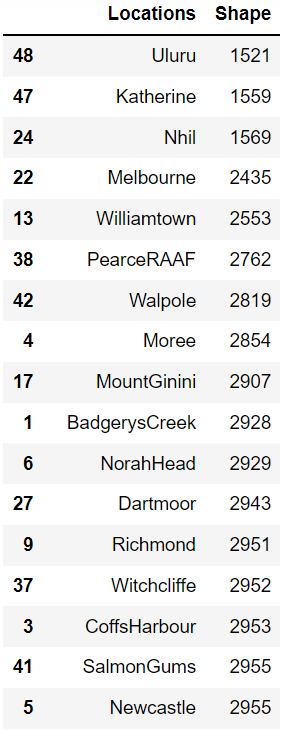 Locations Shape
48 Uluru 1521
47 Katherine 1559
24 Nhil 1569
22 Melbourne 2435
13 Williamtown 2553
38 PearceRAAF 2762
42 Walpole 2819
4 Moree 2854
17 MountGinini 2907
1 BadgerysCreek 2928
6 NorahHead 2929
27 Dartmoor 2943
9 Richmond 2951
37 Witchcliffe 2952
3 CoffsHarbour 2953
41 SalmonGums 2955
5 Newcastle 2955